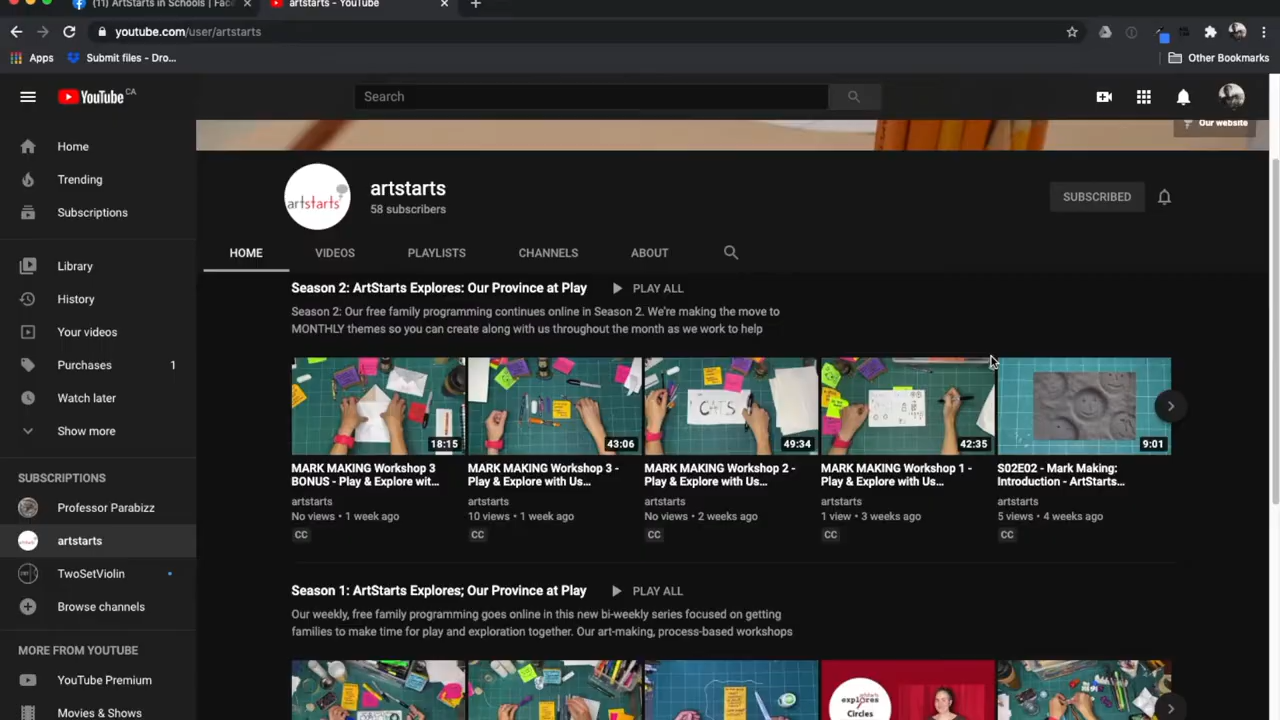 (11) ArtStarts in Schools | Fac
artstarts - YouTube
youtube.com/user/artstarts
Apps
Submit files - Dro...
Other Bookmarks
YouTube CA
Search
Our website
Home
Trending
Subscriptions
Library
History
Your videos
Purchases 1
Watch later
Show more
SUBSCRIPTIONS
Professor Parabizz
artstarts
TwoSetViolin
Browse channels
MORE FROM YOUTUBE
YouTube Premium
Movies & Shows
artstarts
artstarts
58 subscribers
SUBSCRIBED
HOME VIDEOS PLAYLISTS CHANNELS ABOUT
Season 2: ArtStarts Explores: Our Province at Play
PLAY ALL
Season 2: Our free family programming continues online in Season 2. We're making the move to
MONTHLY themes so you can create along with us throughout the month as we work to help
18:15
MARK MAKING Workshop 3
BONUS - Play & Explore wit...
artstarts
No views • 1 week ago
CC
43:06
MARK MAKING Workshop 3 -
Play & Explore with Us...
artstarts
10 views • 1 week ago
CC
CATS
49:34
MARK MAKING Workshop 2 -
Play & Explore with Us...
artstarts
No views • 2 weeks ago
CC
42:35
MARK MAKING Workshop 1 -
Play & Explore with Us...
artstarts
1 view • 3 weeks ago
CC
9:01
S02E02 - Mark Making:
Introduction - ArtStarts...
artstarts
5 views • 4 weeks ago
CC
Season 1: ArtStarts Explores; Our Province at Play
PLAY ALL
Our weekly, free family programming goes online in this new bi-weekly series focused on getting
families to make time for play and exploration together. Our art-making, process-based workshops
artstarts
explores
Circles